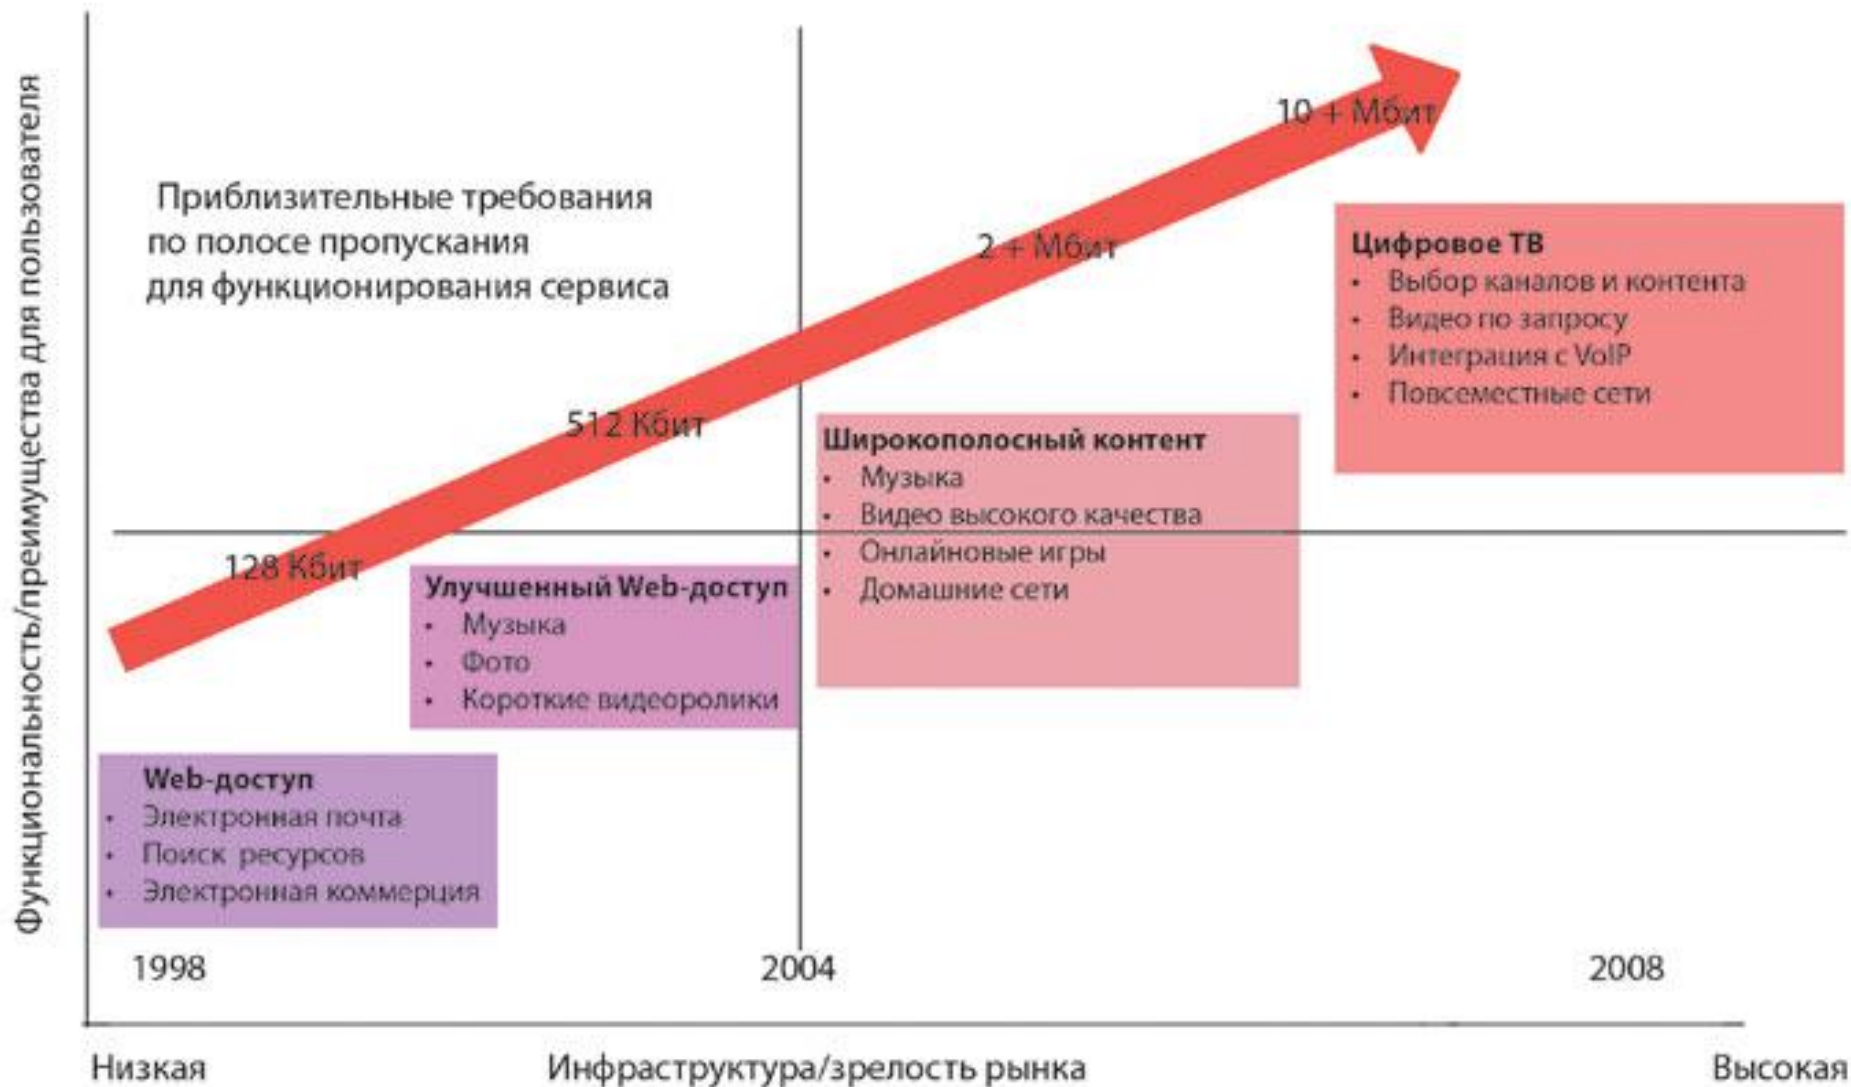 Функциональность/преимущества для пользователя
Приблизительные требования
по полосе пропускания
для функционирования сервиса
10 + Мбит
2 + Мбит
512 Кбит
128 Кбит
Цифровое ТВ
• Выбор каналов и контента
• Видео по запросу
• Интеграция с VoIP
• Повсеместные сети
Широкополосный контент
• Музыка
• Видео высокого качества
• Онлайновые игры
• Домашние сети
Улучшенный Web-доступ
• Музыка
• Фото
• Короткие видеоролики
Web-доступ
• Электронная почта
• Поиск ресурсов
• Электронная коммерция
1998
2004
2008
Низкая
Инфраструктура/зрелость рынка
Высокая